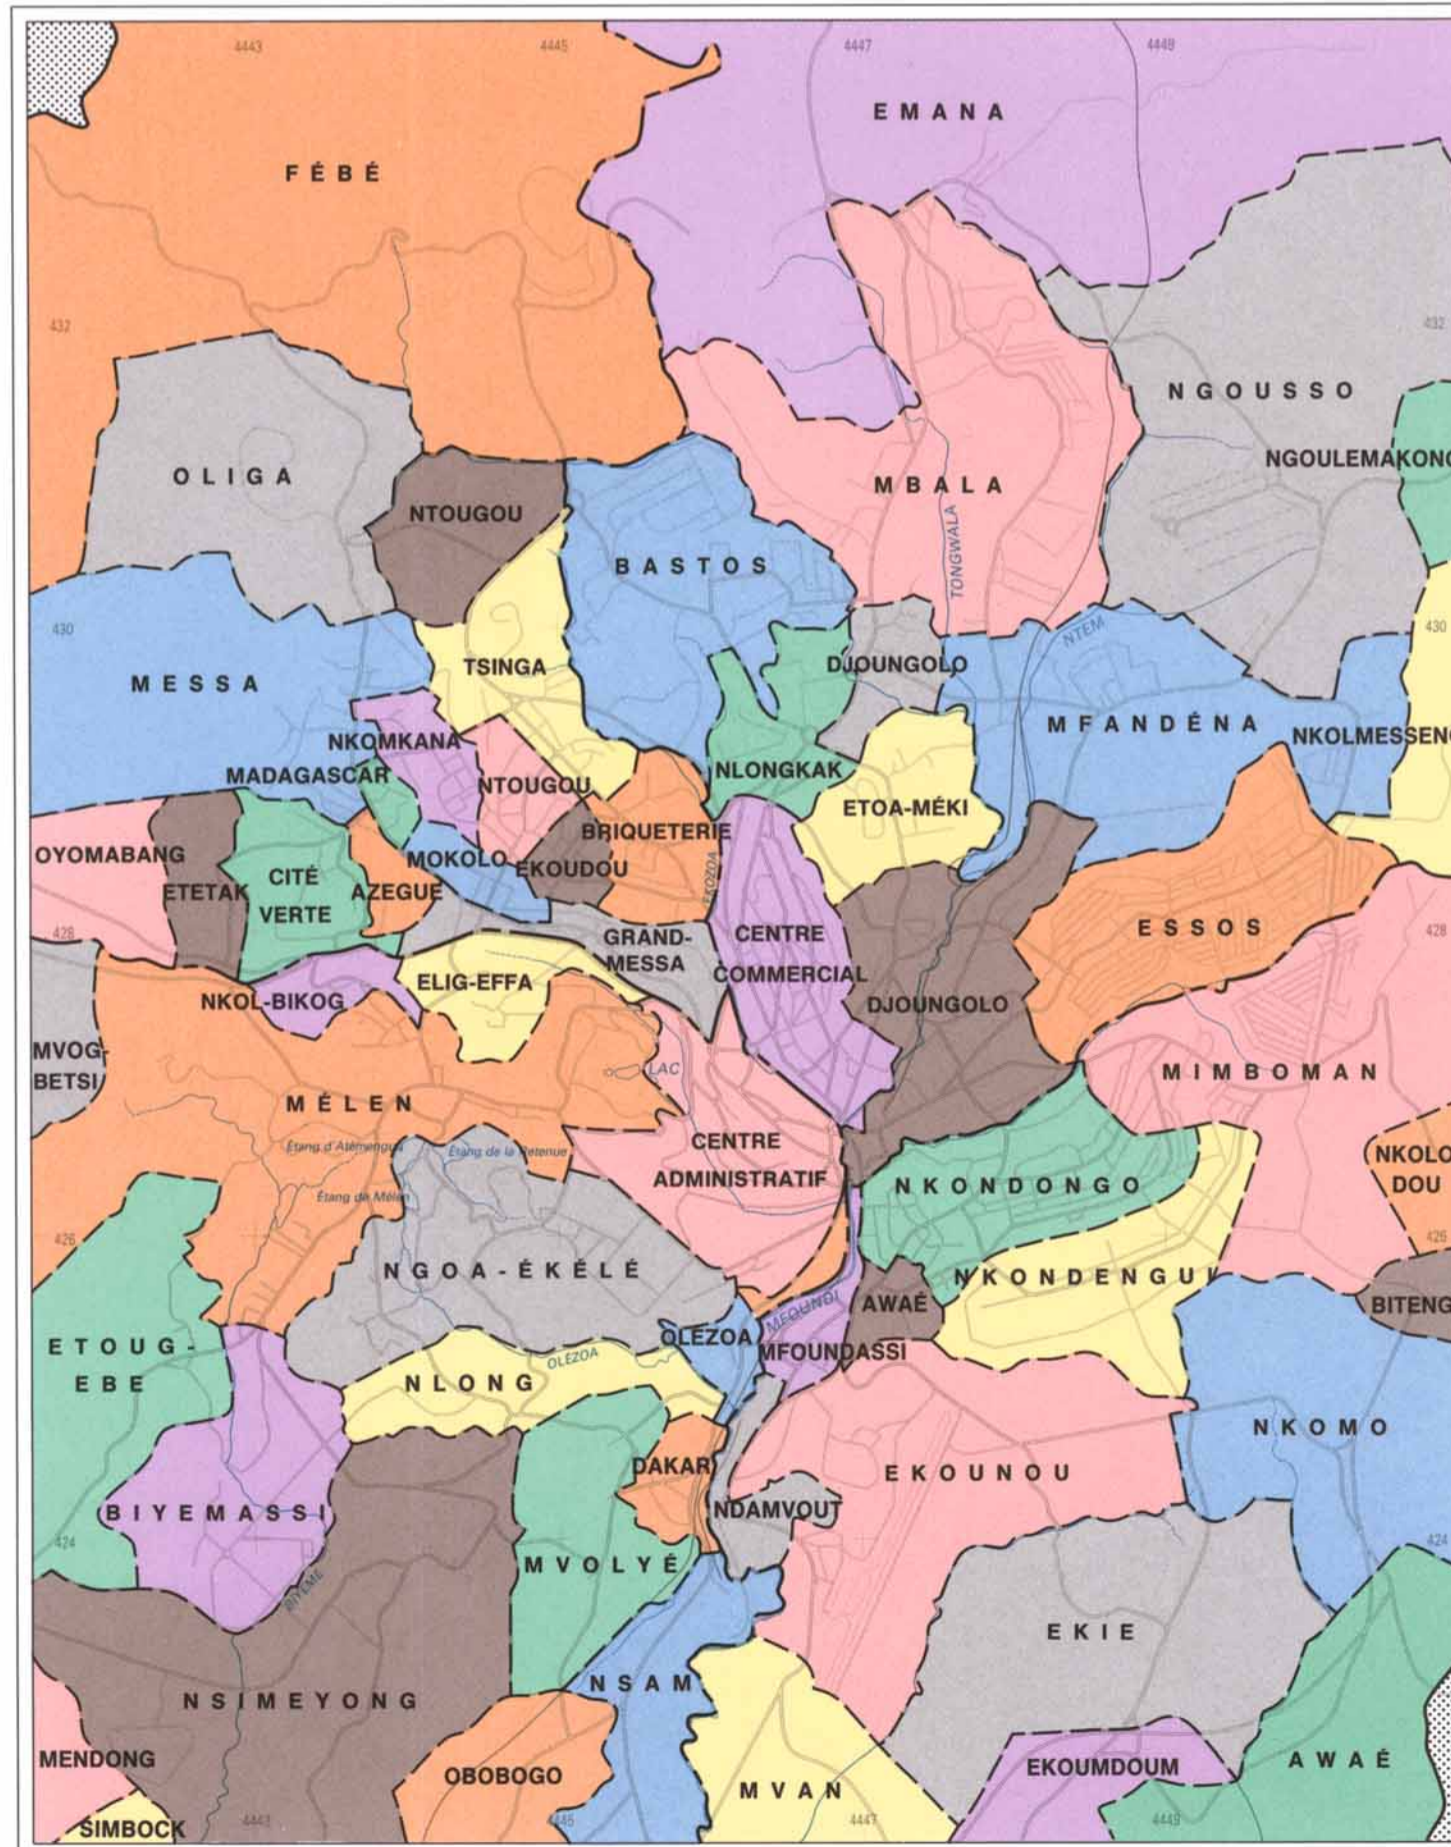 4443
4445
4447
4448
EMANA
FÉBÉ
432
432
NGOUSSO
NGOULEMAKONG
OLIGA
MBALA
NTOUGOU
BASTOS
TONGWALA
430
430
NTEM
TSINGA
DJOUNGOLO
MESSA
MFANDÉNA
NKOMKANA
NKOLMESSENG
MADAGASCAR
NTOUGOU
NLONGKAK
ETOA-MÉKI
BRIQUETERIE
OYOMABANG
MOKOLO
EKOUDOU
ETETAK
CITÉ
VERTE
AZEGUE
EKOZOA
428
428
ESSOS
GRAND-
MESSA
CENTRE
COMMERCIAL
ELIG-EFFA
NKOL-BIKOG
DJOUNGOLO
MVOG-
BETSI
LAC
MIMBOMAN
MÉLEN
Étang d'Atémengué
Étang de la Retenue
CENTRE
ADMINISTRATIF
NKOLO
DOU
NKONDONGO
Étang de Mélen
426
426
NGOA-ÉKÉLÉ
NKONDENGUI
AWAÉ
BITENG
MFOUNDI
OLÉZOA
MFOUNDASSI
ETOUG-
EBE
OLÉZOA
NLONG
NKOMO
DAKAR
EKOUNOU
BIYEMASSI
NDAMVOUT
424
424
MVOLYÉ
BIYEME
EKIE
NSAM
NSIMEYONG
MENDONG
OBOBOGO
EKOUMDOUM
AWAÉ
MVAN
SIMBOCK
4443
4445
4447
4449